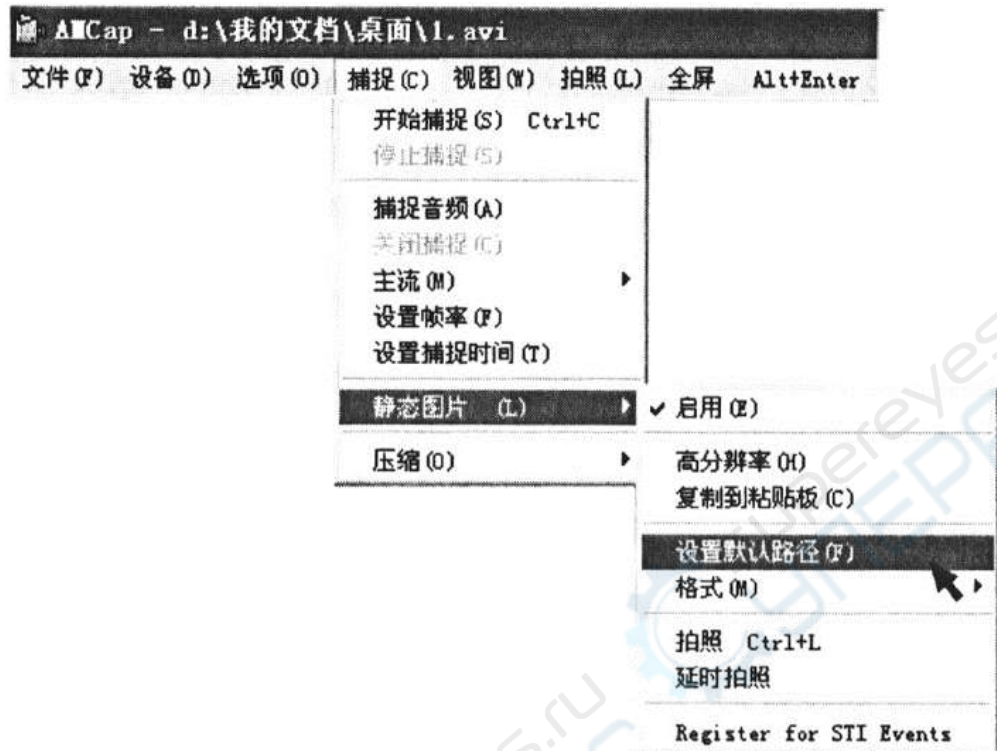 AMCap - d:\我的文档\桌面\1.avi
文件(F) 设备(D) 选项(O) 捕捉(C) 视图(W) 拍照(L) 全屏 Alt+Enter
开始捕捉(S) Ctrl+C
停止捕捉(S)
捕捉音频(A)
关闭捕捉(C)
主流(M)
设置帧率(F)
设置捕捉时间(T)
静态图片 (L)
✓ 启用(E)
压缩(O)
高分辨率(H)
复制到粘贴板(C)
设置默认路径(F)
格式(M)
拍照 Ctrl+L
延时拍照
Register for STI Events